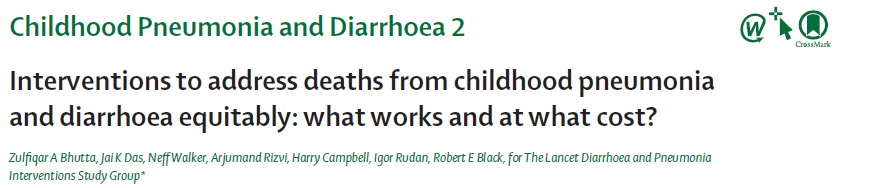 Childhood Pneumonia and Diarrhoea 2
W
CrossMark
Interventions to address deaths from childhood pneumonia
and diarrhoea equitably: what works and at what cost?
Zulfiqar A Bhutta, Jai K Das, Neff Walker, Arjumand Rizvi, Harry Campbell, Igor Rudan, Robert E Black, for The Lancet Diarrhoea and Pneumonia
Interventions Study Group*